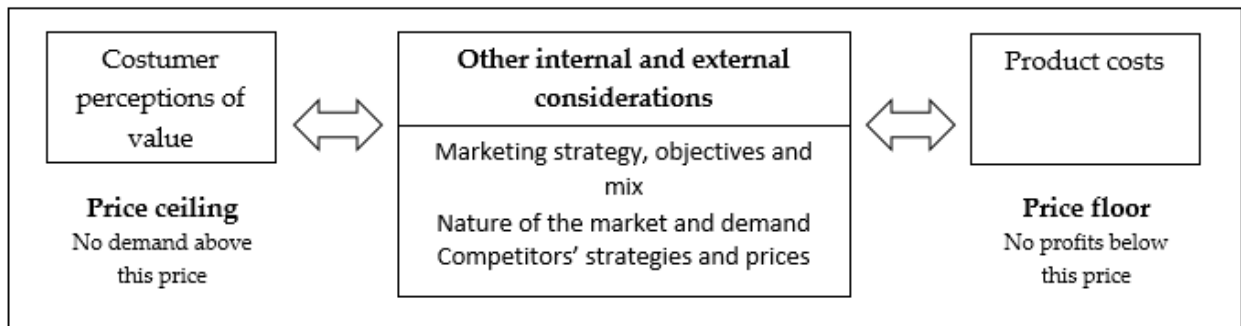 Costumer
perceptions of
value
Price ceiling
No demand above
this price
Other internal and external
considerations
Marketing strategy, objectives and
mix
Nature of the market and demand
Competitors' strategies and prices
Product costs
Price floor
No profits below
this price